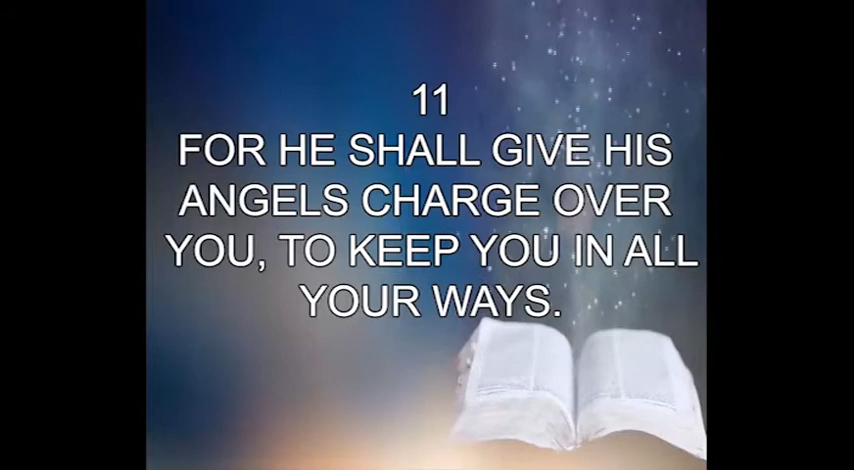 11
FOR HE SHALL GIVE HIS
ANGELS CHARGE OVER
YOU, TO KEEP YOU IN ALL
YOUR WAYS.